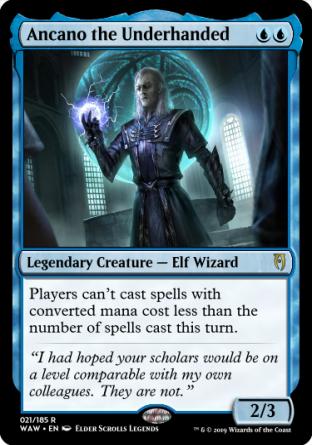 Ancano the Underhanded
Legendary Creature — Elf Wizard
Players can't cast spells with
converted mana cost less than the
number of spells cast this turn.
"I had hoped your scholars would be
on a level comparable with my own
colleagues. They are not."
2/3
021/185 R
WAW • EN Elder Scrolls Legends
™ & © 2019 Wizards of the Coast